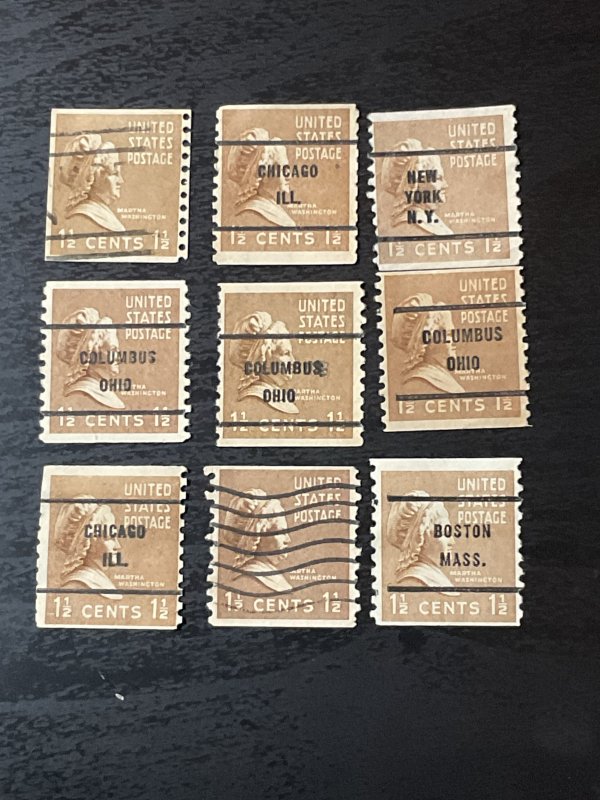 UNITED
STATES
POSTAGE
MARTHA
WASHINGTON
1½ CENTS 1½
UNITED
STATES
POSTAGE
CHICAGO
ILL.
MARTHA
WASHINGTON
1½ CENTS 1½
UNITED
STATES
POSTAGE
NEW
YORK
N.Y.
MARTHA
WASHINGTON
1½ CENTS 1½
UNITED
STATES
POSTAGE
COLUMBUS
OHIO
MARTHA
WASHINGTON
1½ CENTS 1½
UNITED
STATES
POSTAGE
COLUMBUS
OHIO
MARTHA
WASHINGTON
1½ CENTS 1½
UNITED
STATES
POSTAGE
COLUMBUS
OHIO
WASHINGTON
1½ CENTS 1½
UNITED
STATES
POSTAGE
CHICAGO
ILL.
MARTHA
WASHINGTON
1½ CENTS 1½
UNITED
STATES
POSTAGE
MARTHA
WASHINGTON
1½ CENTS 1½
UNITED
STATES
POSTAGE
BOSTON
MASS.
MARTHA
WASHINGTON
1½ CENTS 1½